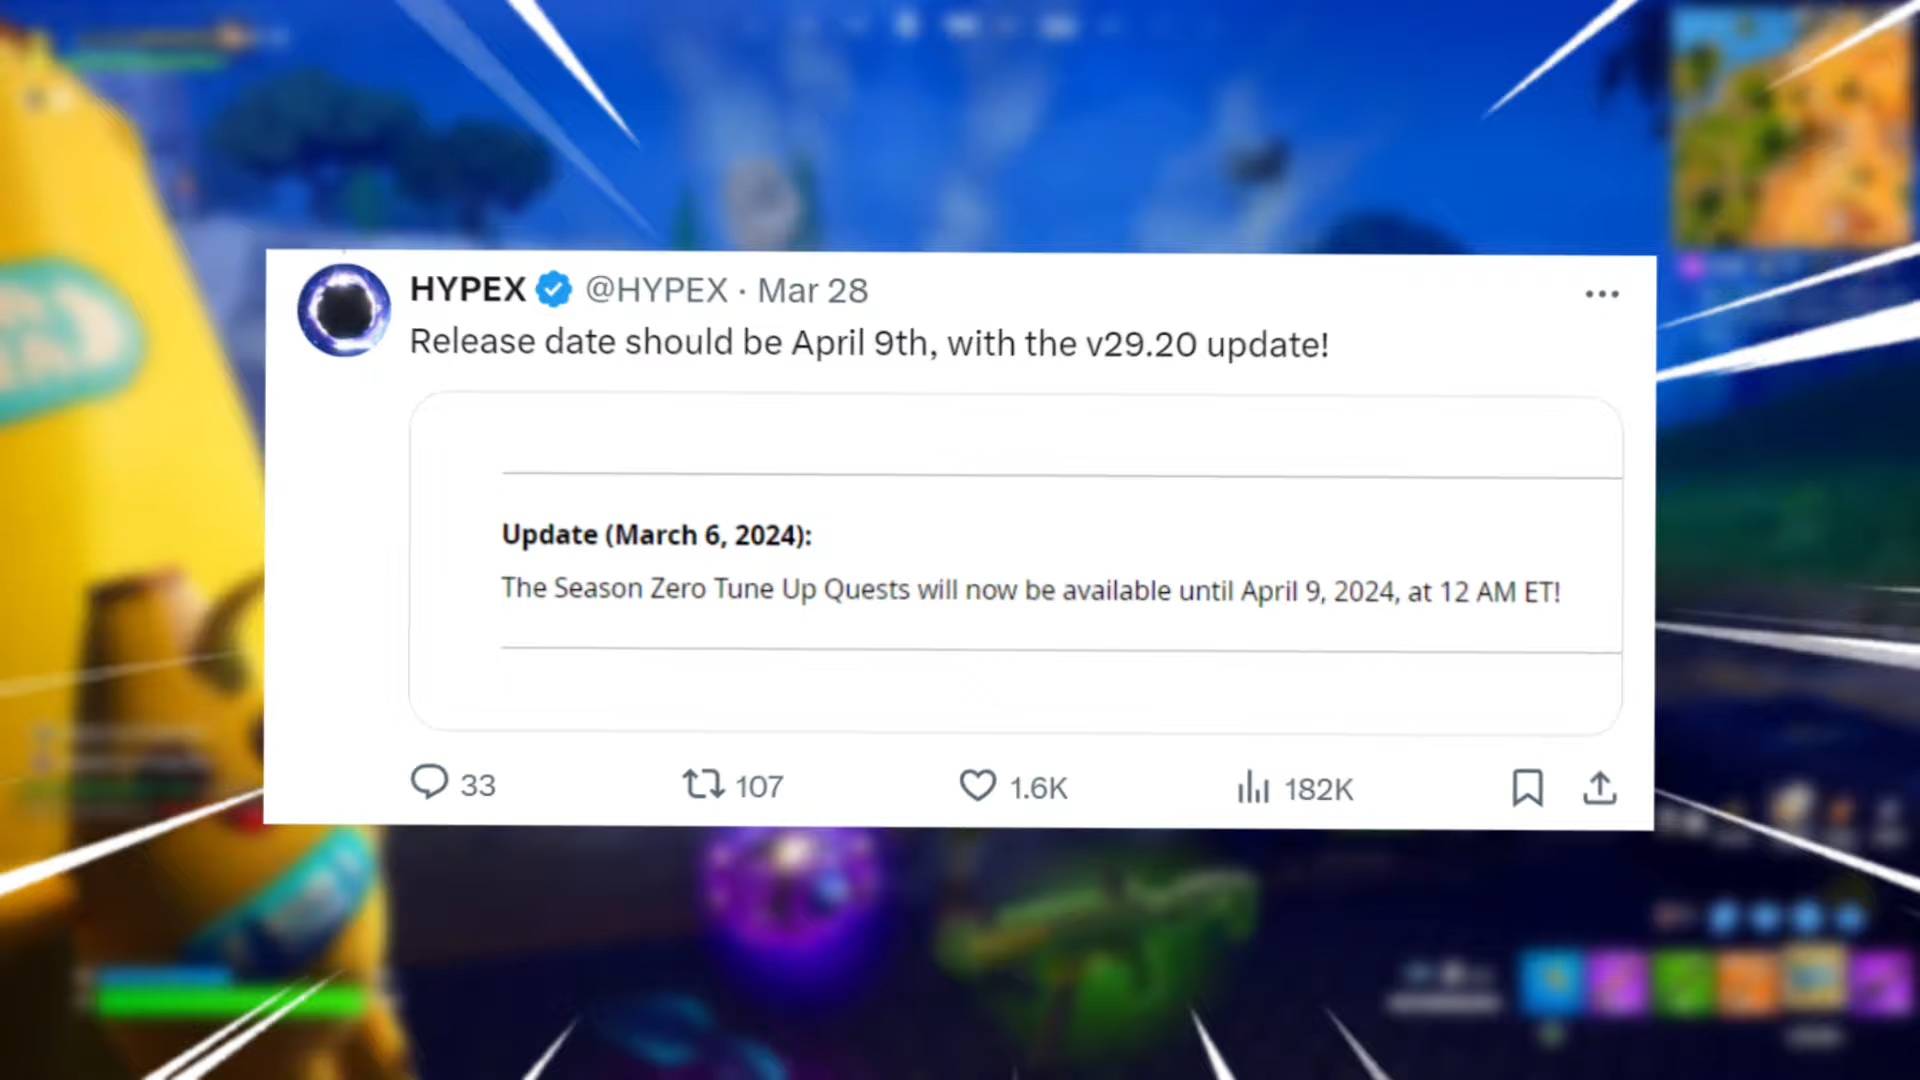 HYPEX @HYPEX · Mar 28
Release date should be April 9th, with the v29.20 update!
Update (March 6, 2024):
The Season Zero Tune Up Quests will now be available until April 9, 2024, at 12 AM ET!
33 107 1.6K 182K